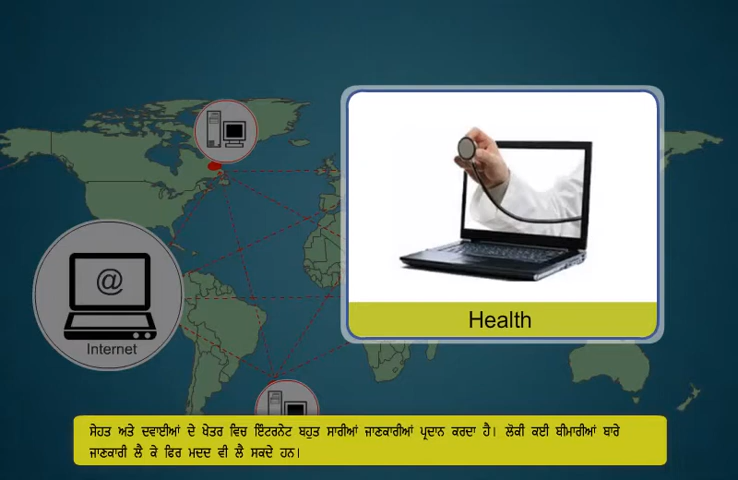 @
Internet
Health
ਸੇਹਤ ਅਤੇ ਦਵਾਈਆਂ ਦੇ ਖੇਤਰ ਵਿਚ ਇੰਟਰਨੇਟ ਬਹੁਤ ਸਾਰੀਆਂ ਜਾਣਕਾਰੀਆਂ ਪ੍ਰਦਾਨ ਕਰਦਾ ਹੈ। ਲੋਕੀ ਕਈ ਬੀਮਾਰੀਆਂ ਬਾਰੇ
ਜਾਣਕਾਰੀ ਲੈ ਕੇ ਫਿਰ ਮਦਦ ਵੀ ਲੈ ਸਕਦੇ ਹਨ।